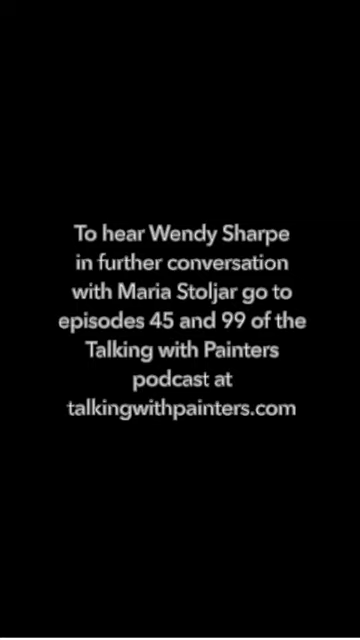 To hear Wendy Sharpe
in further conversation
with Maria Stoljar go to
episodes 45 and 99 of the
Talking with Painters
podcast at
talkingwithpainters.com